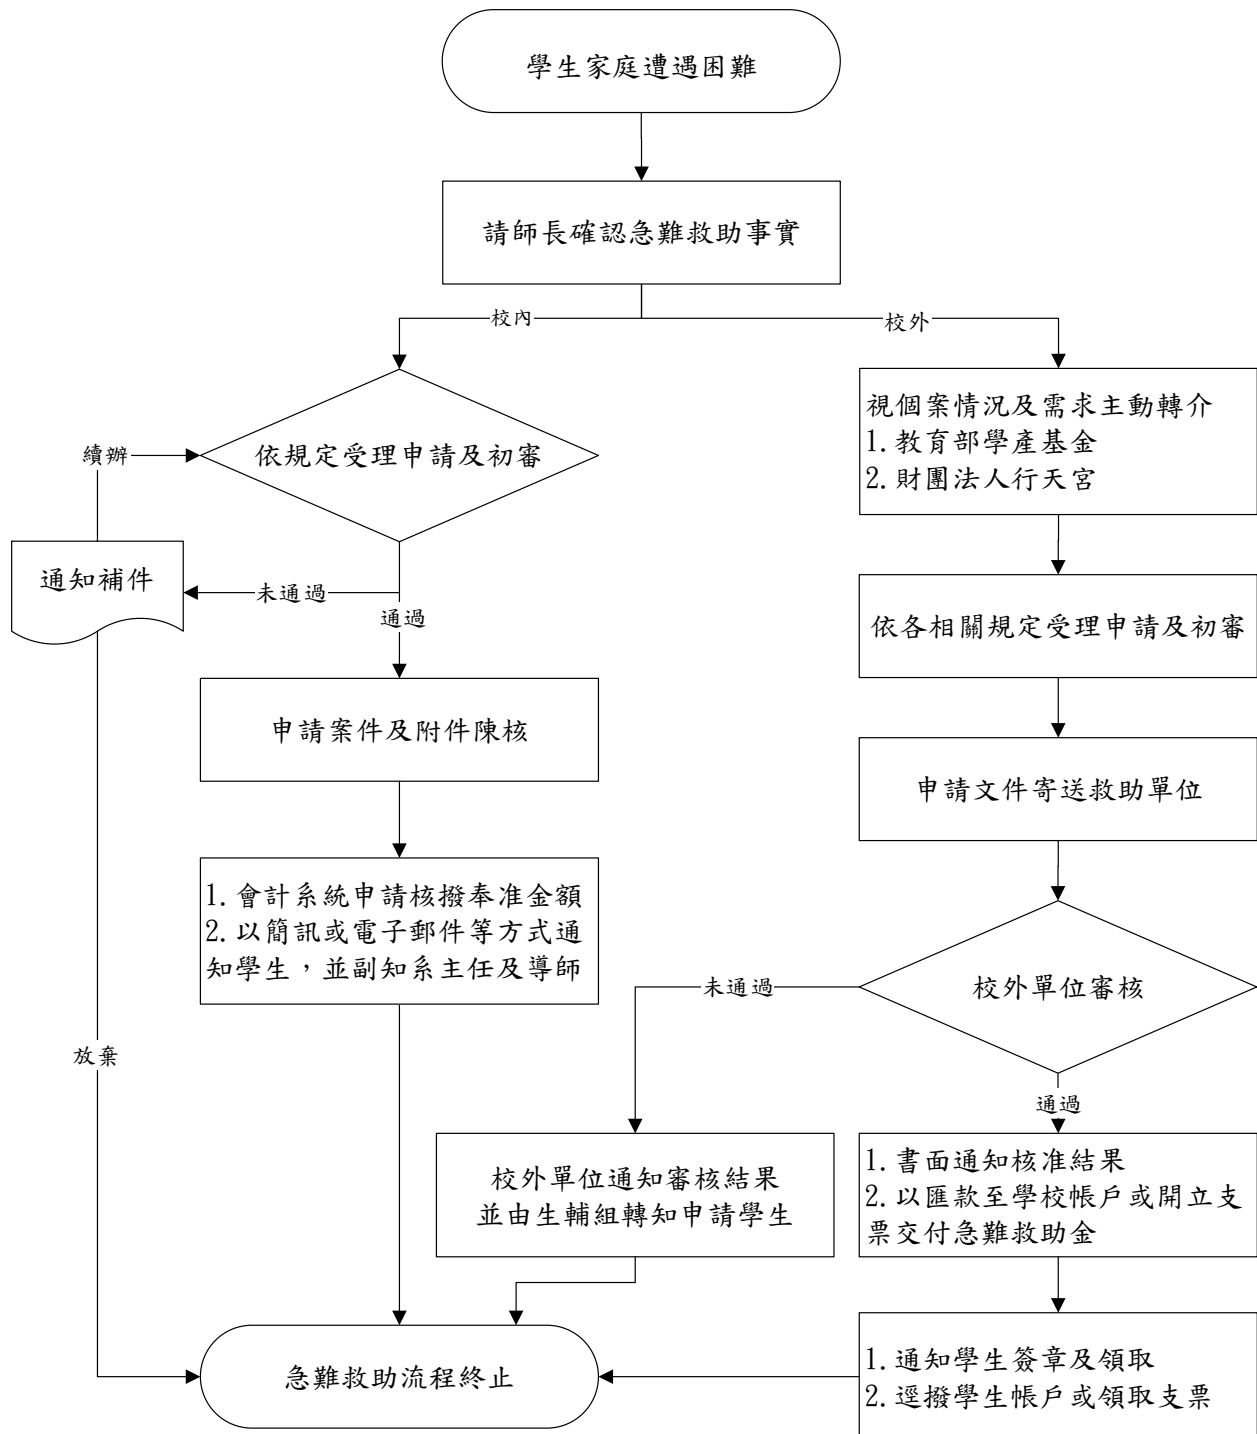 學生家庭遭遇困難
請師長確認急難救助事實
校內
校外
依規定受理申請及初審
續辦
通知補件
未通過
通過
視個案情況及需求主動轉介
1.教育部學產基金
2.財團法人行天宮
依各相關規定受理申請及初審
申請案件及附件陳核
申請文件寄送救助單位
1.會計系統申請核撥奉准金額
2.以簡訊或電子郵件等方式通
知學生，並副知系主任及導師
校外單位審核
未通過
通過
放棄
校外單位通知審核結果
並由生輔組轉知申請學生
1.書面通知核准結果
2.以匯款至學校帳戶或開立支
票交付急難救助金
1.通知學生簽章及領取
2.逕撥學生帳戶或領取支票
急難救助流程終止